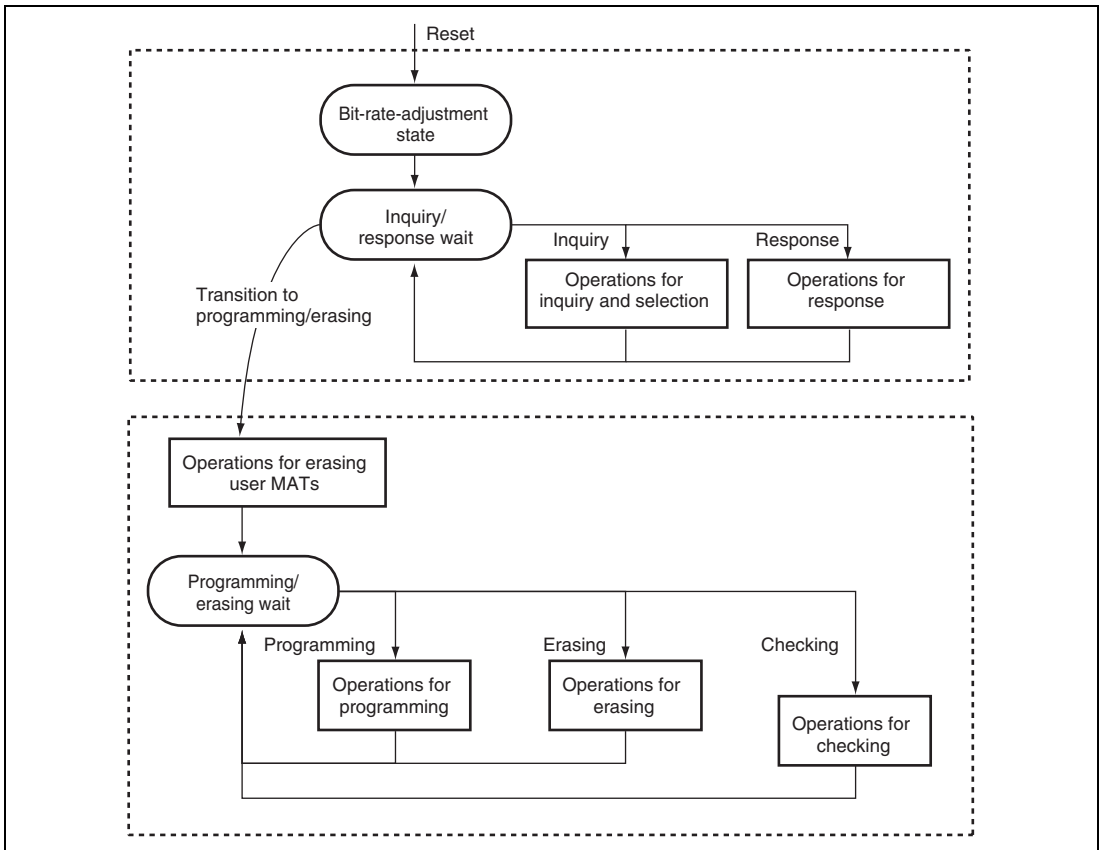 Reset
Bit-rate-adjustment
state
Inquiry/
response wait
Inquiry
Response
Operations for
inquiry and selection
Operations for
response
Transition to
programming/erasing
Operations for erasing
user MATs
Programming/
erasing wait
Programming
Erasing
Checking
Operations for
programming
Operations for
erasing
Operations for
checking